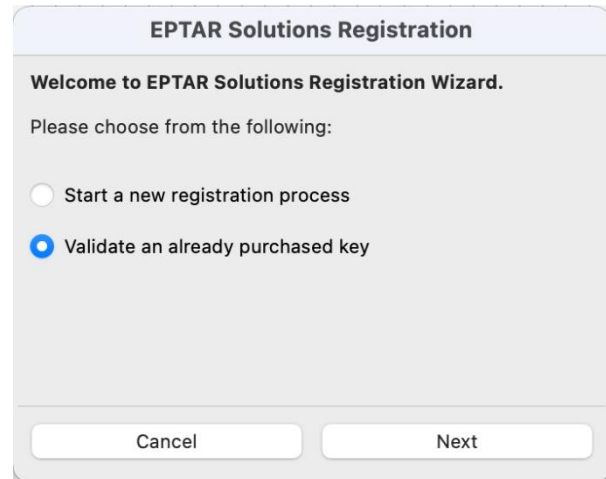 EPTAR Solutions Registration
Welcome to EPTAR Solutions Registration Wizard.
Please choose from the following:
Start a new registration process
Validate an already purchased key
Cancel
Next